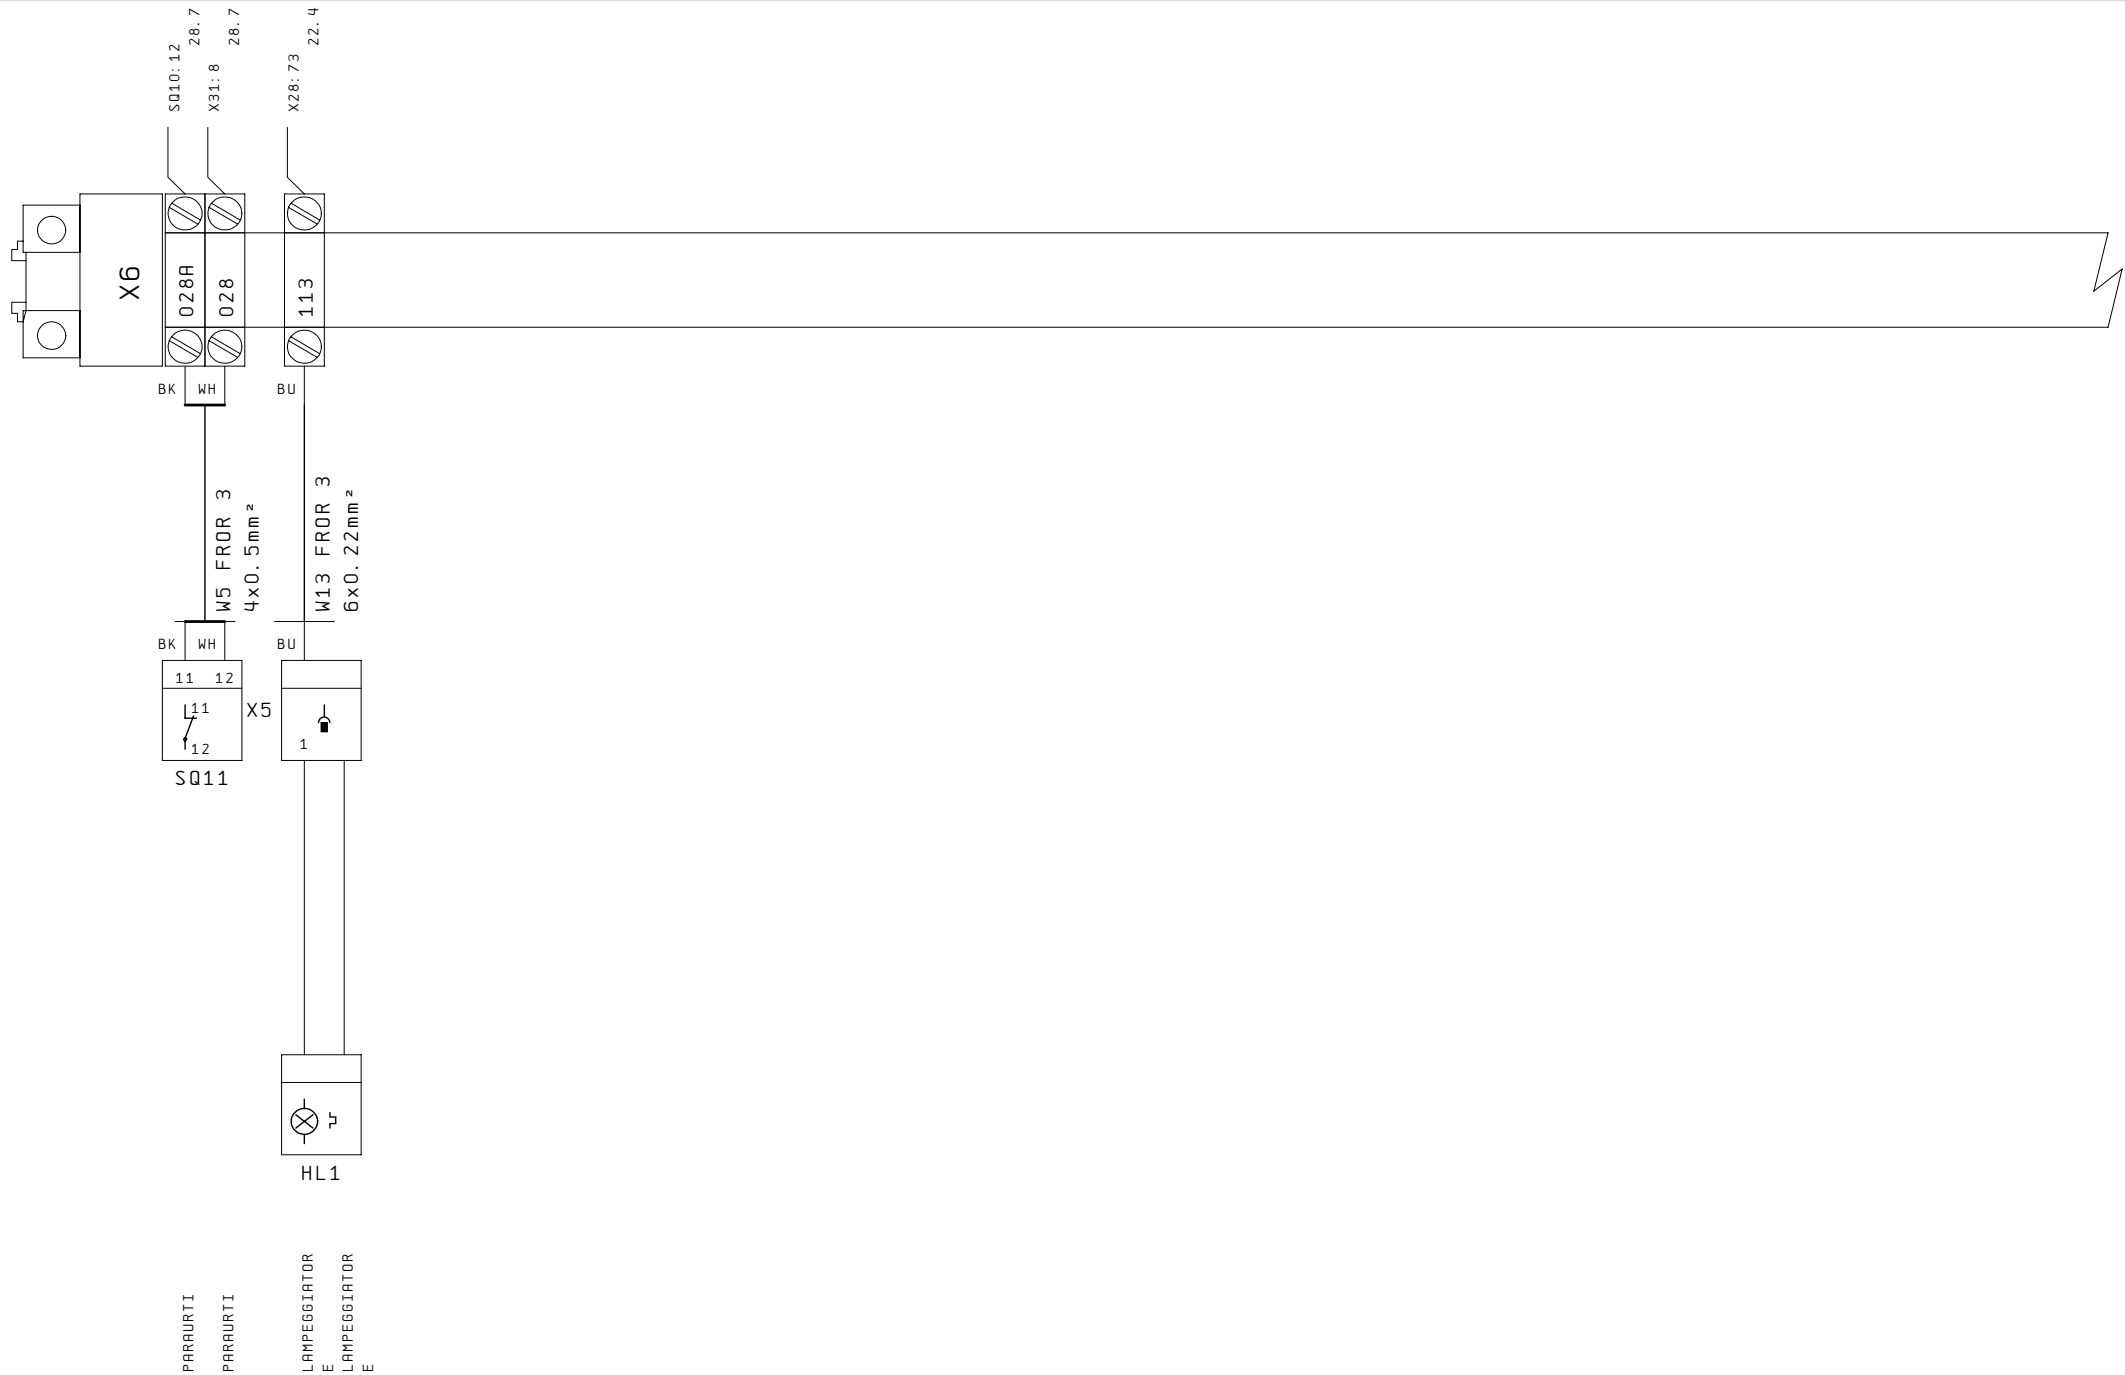 SQ10:12
28.7
X31:8
28.7
X28:73
22.4
X6
028A
028
113
BK
WH
BU
W5 FROR 3
4x0.5mm²
W13 FROR 3
6x0.22mm²
BK
WH
BU
11
12
11
12
X5
1
SQ11
HL1
PARAURTI
PARAURTI
LAMPEGGIATOR
E
LAMPEGGIATOR
E